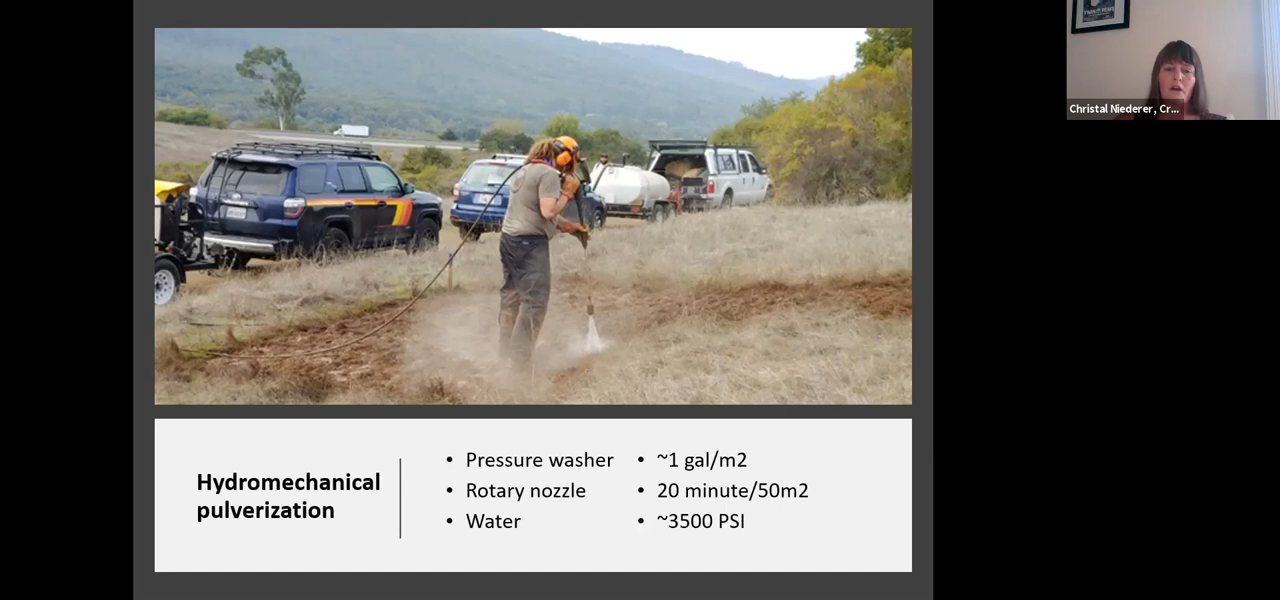 Christal Niederer, Cr...
Hydromechanical
pulverization
• Pressure washer
• Rotary nozzle
• Water
• ~1 gal/m2
• 20 minute/50m2
• ~3500 PSI